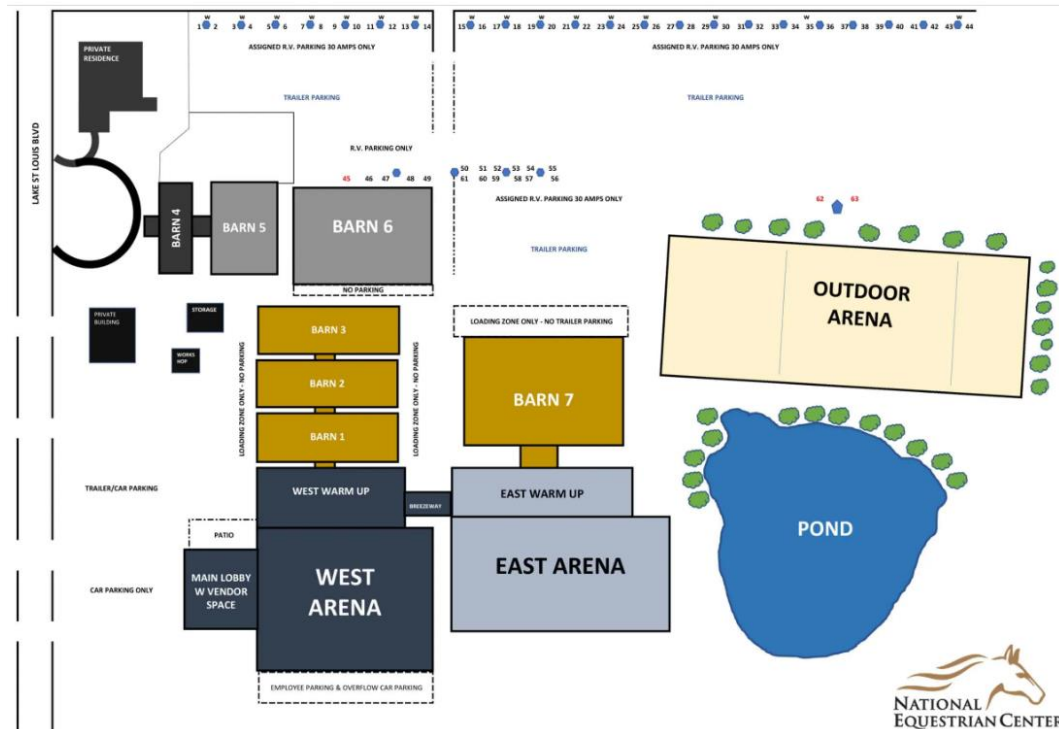 W W W W W W W
1 2 3 4 5 6 7 8 9 10 11 12 13 14
W W W W W W W W
15 16 17 18 19 20 21 22 23 24 25 26 27 28 29 30 31 32 33 34 35 36 37 38 39 40 41 42 43 44
ASSIGNED R.V. PARKING 30 AMPS ONLY
ASSIGNED R.V. PARKING 30 AMPS ONLY
PRIVATE
RESIDENCE
TRAILER PARKING
TRAILER PARKING
LAKE ST LOUIS BLVD
R.V. PARKING ONLY
45 46 47 48 49
50 51 52 53 54 55
61 60 59 58 57 56
ASSIGNED R.V. PARKING 30 AMPS ONLY
62 63
BARN 4
BARN 5
BARN 6
TRAILER PARKING
NO PARKING
OUTDOOR
ARENA
PRIVATE
BUILDING
STORAGE
WORKS
HOP
BARN 3
BARN 2
BARN 1
LOADING ZONE ONLY - NO PARKING
LOADING ZONE ONLY - NO PARKING
LOADING ZONE ONLY - NO TRAILER PARKING
BARN 7
TRAILER/CAR PARKING
WEST WARM UP
BREEZEWAY
EAST WARM UP
PATIO
MAIN LOBBY
W VENDOR
SPACE
CAR PARKING ONLY
WEST
ARENA
EAST ARENA
POND
EMPLOYEE PARKING & OVERFLOW CAR PARKING
NATIONAL
EQUESTRIAN CENTER